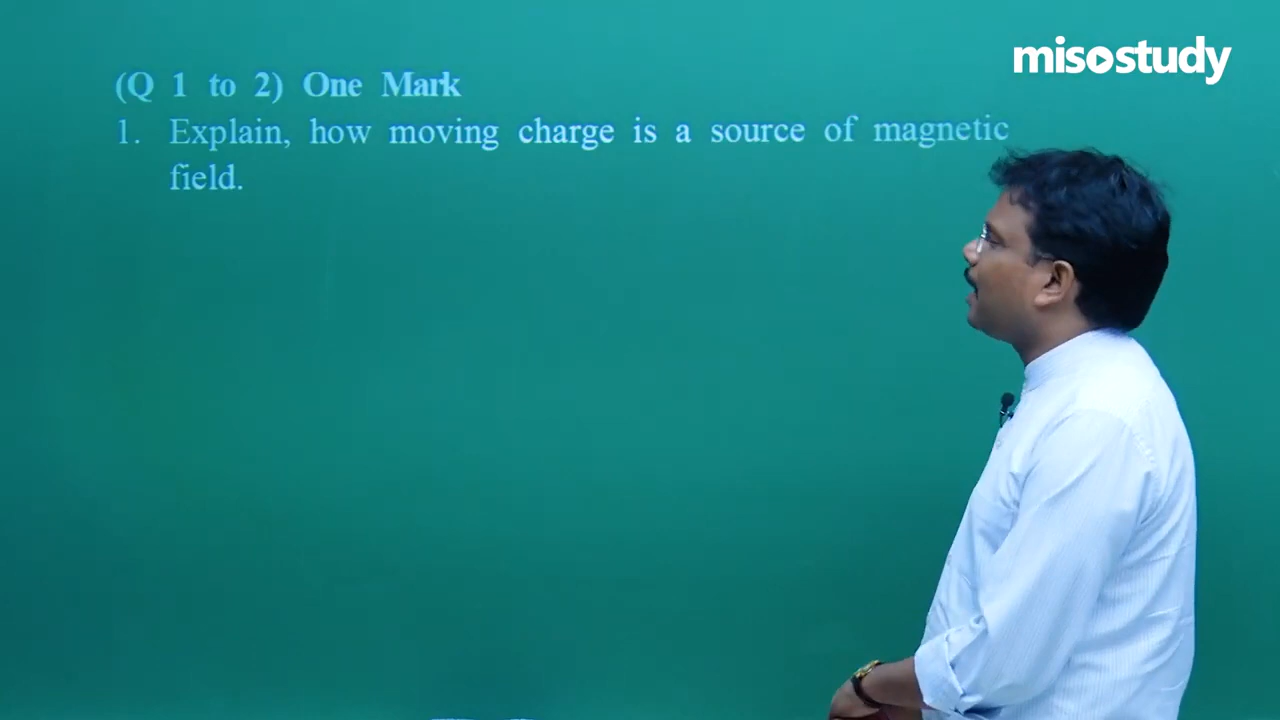 misostudy
(Q 1 to 2) One Mark
1. Explain, how moving charge is a source of magnetic
field.